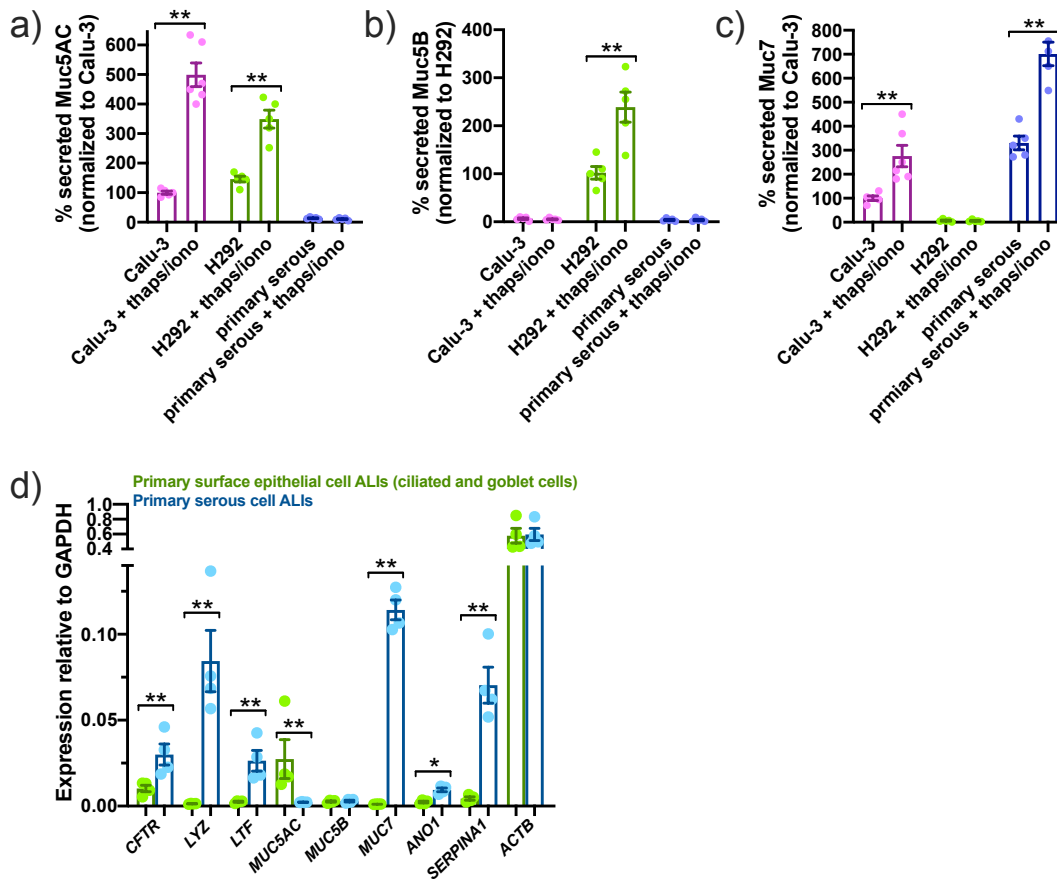 a)
% secreted Muc5AC
(normalized to Calu-3)
600
500
400
300
200
100
0
**
**
Calu-3
Calu-3 + thaps/iono
H292
H292 + thaps/iono
primary serous
primary serous + thaps/iono
b)
% secreted Muc5B
(normalized to H292)
400
300
200
100
0
**
Calu-3
Calu-3 + thaps/iono
H292
H292 + thaps/iono
primary serous
primary serous + thaps/iono
c)
% secreted Muc7
(normalized to Calu-3)
800
700
600
500
400
300
200
100
0
**
**
Calu-3
Calu-3 + thaps/iono
H292
H292 + thaps/iono
primary serous
prmiary serous + thaps/iono
d)
Primary surface epithelial cell ALIs (ciliated and goblet cells)
Primary serous cell ALIs
Expression relative to GAPDH
1.0
0.8
0.6
0.4
0.10
0.05
0.00
**
**
**
**
**
*
**
CFTR
LYZ
LTF
MUC5AC
MUC5B
MUC7
ANO1
SERPINA1
ACTB